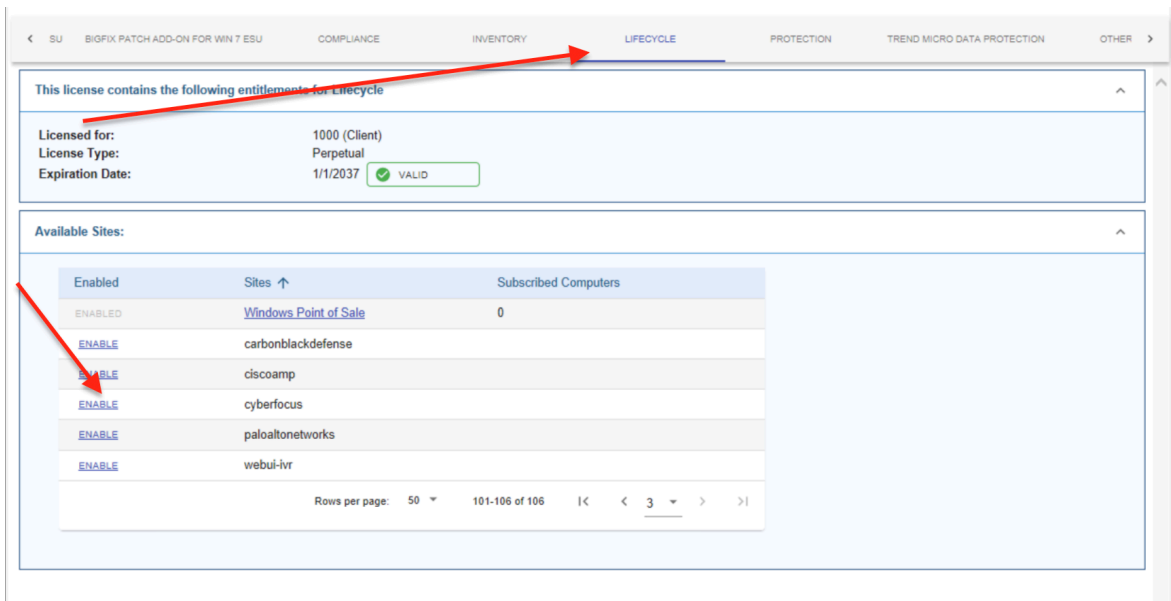 SU BIGFIX PATCH ADD-ON FOR WIN 7 ESU COMPLIANCE INVENTORY LIFECYCLE PROTECTION TREND MICRO DATA PROTECTION OTHER
This license contains the following entitlements for Lifecycle
Licensed for: 1000 (Client)
License Type: Perpetual
Expiration Date: 1/1/2037 VALID
Available Sites:
Enabled Sites Subscribed Computers
ENABLED Windows Point of Sale 0
ENABLE carbonblackdefense
ENABLE ciscoamp
ENABLE cyberfocus
ENABLE paloaltonetworks
ENABLE webui-ivr
Rows per page: 50 101-106 of 106 3